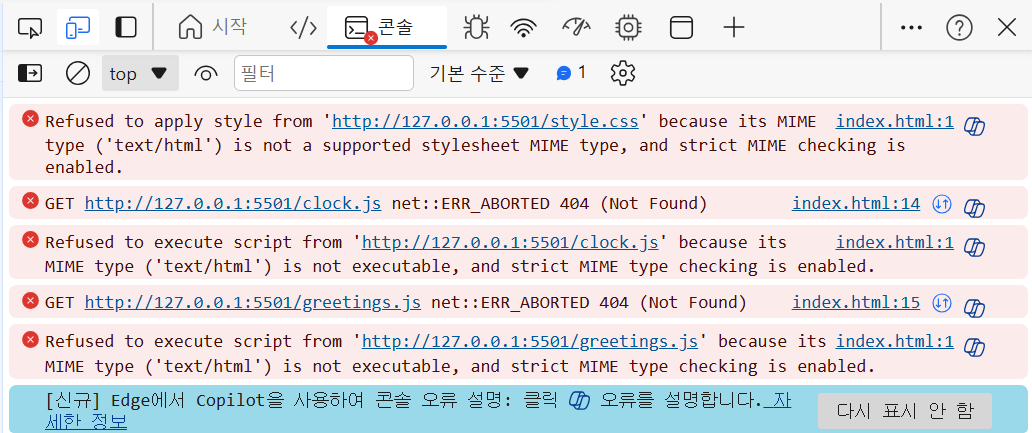 시작
콘솔
top
필터
기본 수준
1
Refused to apply style from 'http://127.0.0.1:5501/style.css' because its MIME index.html:1
type ('text/html') is not a supported stylesheet MIME type, and strict MIME checking is
enabled.
GET http://127.0.0.1:5501/clock.js net::ERR_ABORTED 404 (Not Found) index.html:14
Refused to execute script from 'http://127.0.0.1:5501/clock.js' because its index.html:1
MIME type ('text/html') is not executable, and strict MIME type checking is enabled.
GET http://127.0.0.1:5501/greetings.js net::ERR_ABORTED 404 (Not Found) index.html:15
Refused to execute script from 'http://127.0.0.1:5501/greetings.js' because its index.html:1
MIME type ('text/html') is not executable, and strict MIME type checking is enabled.
[신규] Edge에서 Copilot을 사용하여 콘솔 오류 설명: 클릭 오류를 설명합니다. 자
세한 정보
다시 표시 안 함